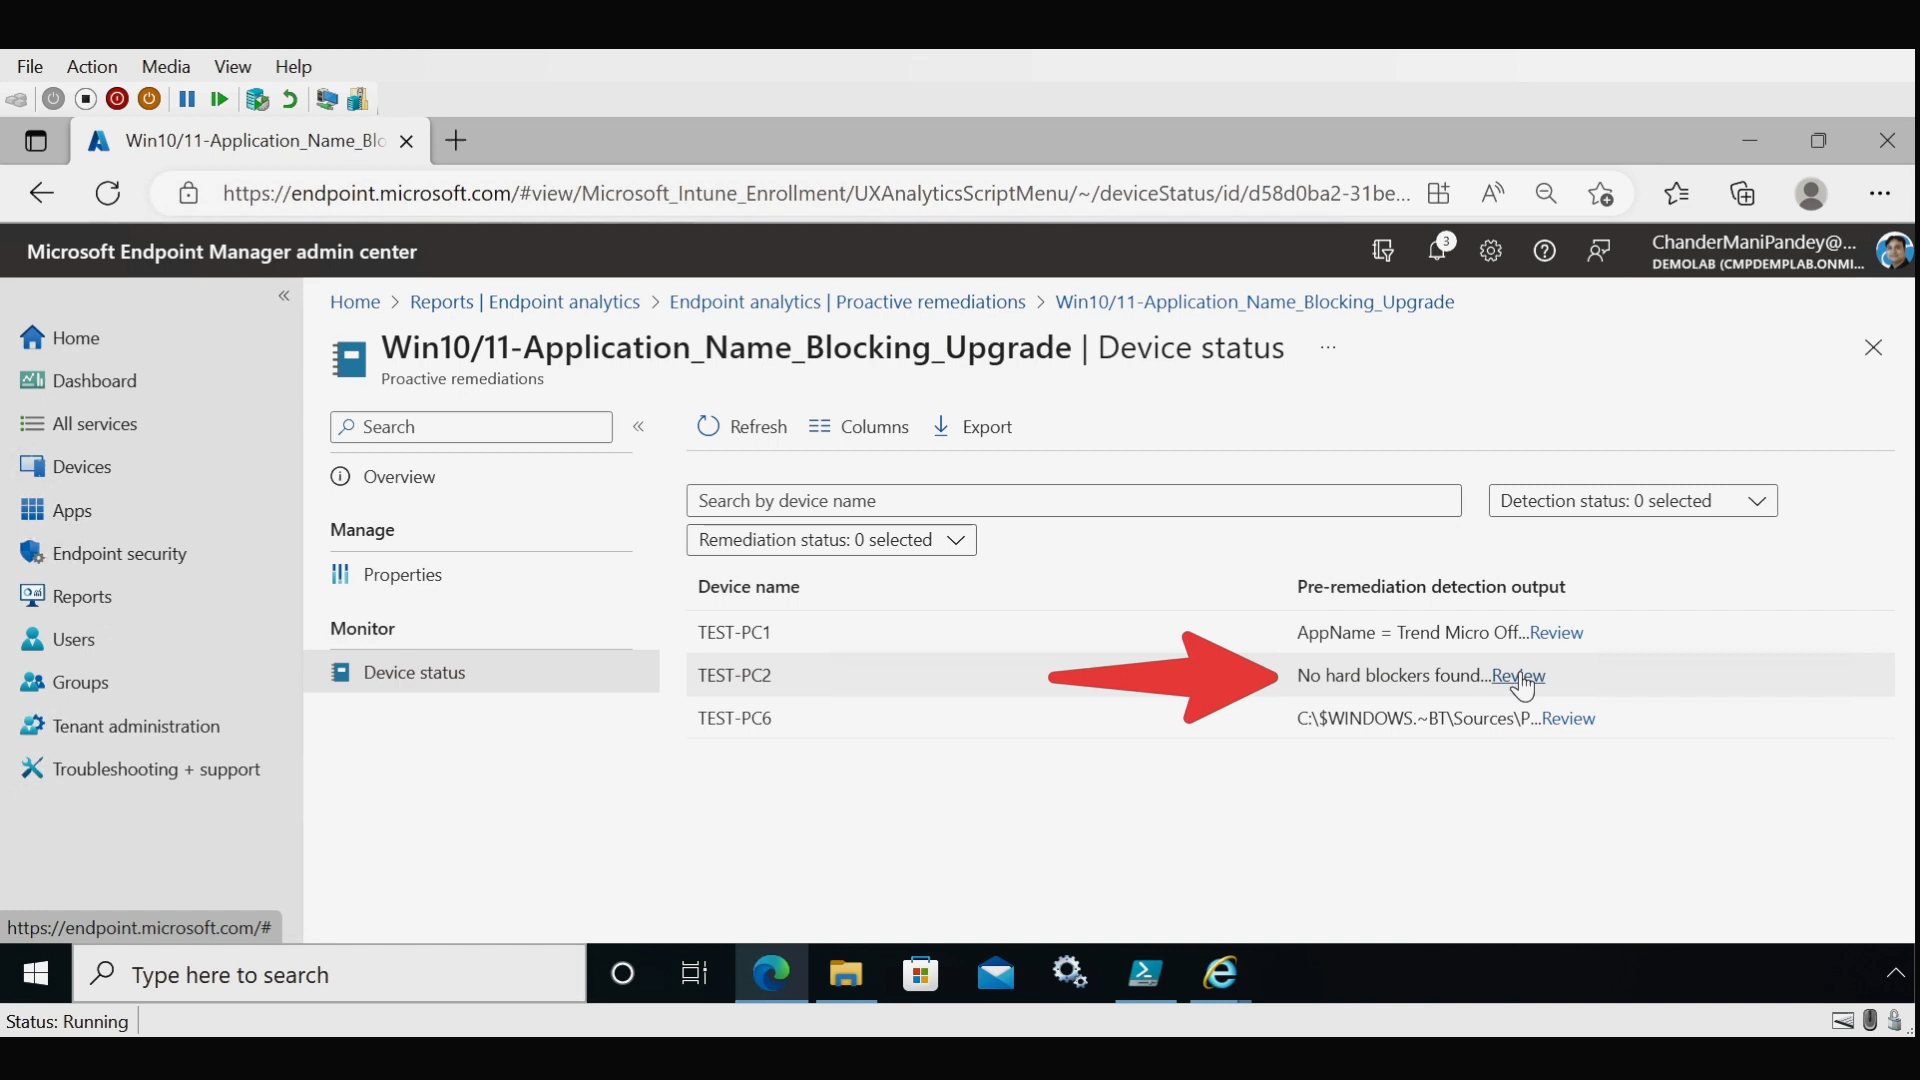 File Action Media View Help
Win10/11-Application_Name_Blo
https://endpoint.microsoft.com/#view/Microsoft_Intune_Enrollment/UXAnalyticsScriptMenu/~/deviceStatus/id/d58d0ba2-31be...
Microsoft Endpoint Manager admin center
3
ChanderManiPandey@...
DEMOLAB (CMPDEMPLAB.ONMI...
Home > Reports | Endpoint analytics > Endpoint analytics | Proactive remediations > Win10/11-Application_Name_Blocking_Upgrade
Win10/11-Application_Name_Blocking_Upgrade | Device status ...
Proactive remediations
Home
Dashboard
All services
Devices
Apps
Endpoint security
Reports
Users
Groups
Tenant administration
Troubleshooting + support
Search
Overview
Manage
Properties
Monitor
Device status
Refresh Columns Export
Search by device name
Detection status: 0 selected
Remediation status: 0 selected
Device name Pre-remediation detection output
TEST-PC1 AppName = Trend Micro Off...Review
TEST-PC2 No hard blockers found...Review
TEST-PC6 C:\$WINDOWS.~BT\Sources\P...Review
https://endpoint.microsoft.com/#
Type here to search
Status: Running